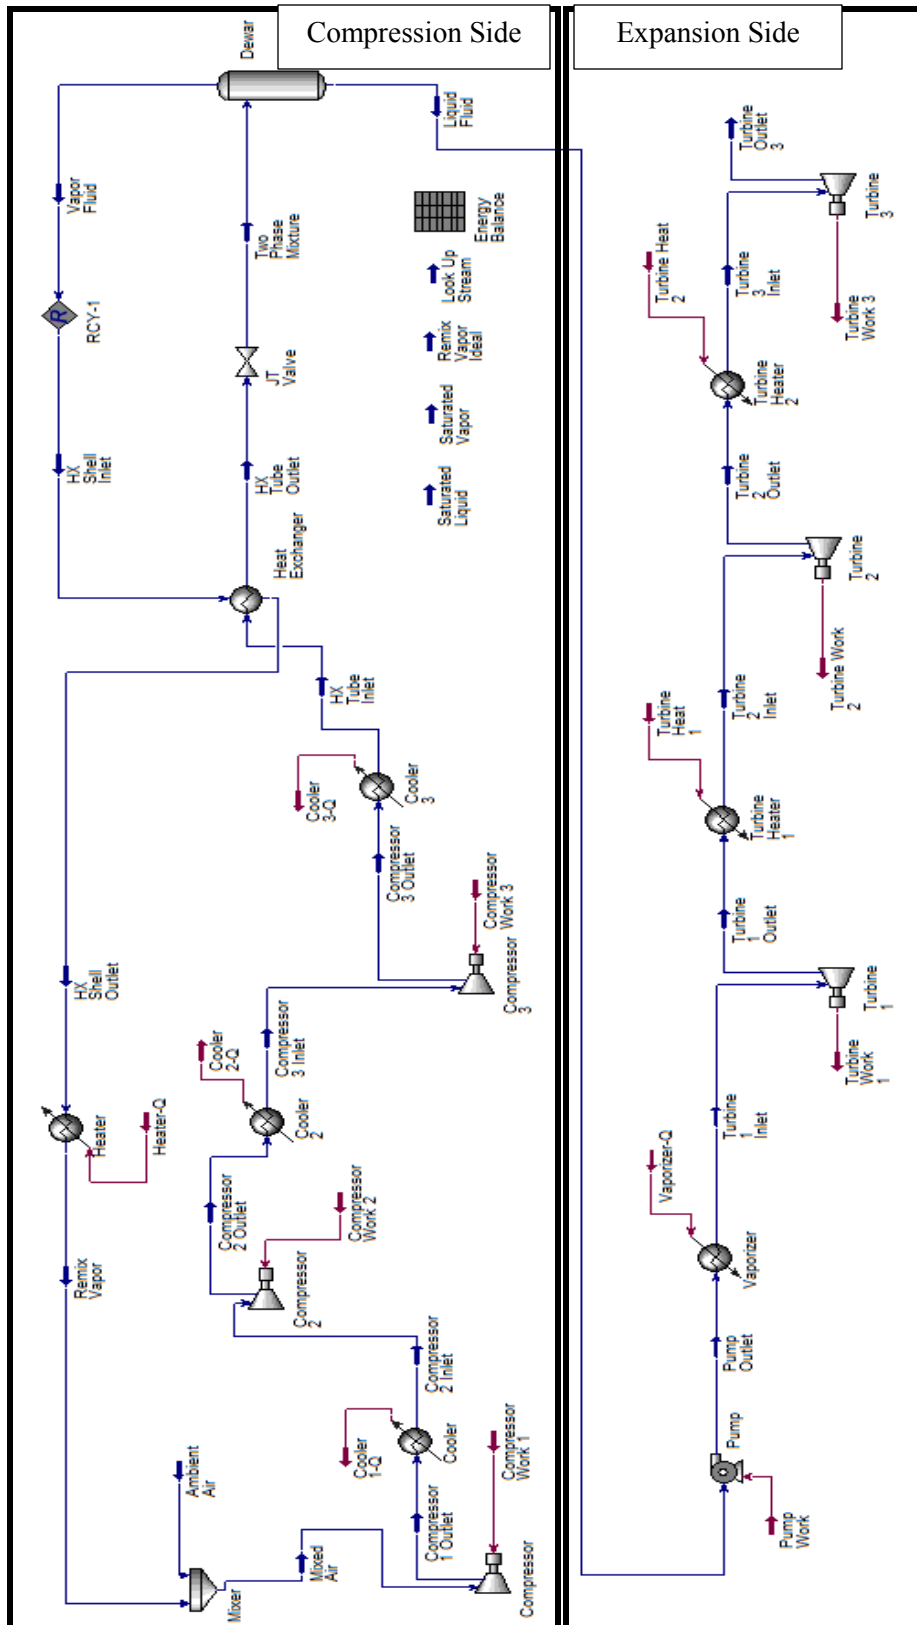 Compression Side
Expansion Side
Dewar
Vapor
Fluid
RCY-1
HX
Shell
Inlet
Two
Phase
Mixture
JT
Valve
HX
Tube
Outlet
Heat
Exchanger
Liquid
Fluid
Energy
Balance
Look Up
Stream
Remix
Vapor
Ideal
Saturated
Vapor
Saturated
Liquid
HX
Tube
Inlet
Cooler
3-Q
Cooler
3
Compressor
3 Outlet
Compressor
Work 3
Compressor
3
HX
Shell
Outlet
Heater
Heater-Q
Cooler
2-Q
Compressor
3 Inlet
Cooler
2
Compressor
2 Outlet
Compressor
Work 2
Compressor
2
Remix
Vapor
Compressor
2 Inlet
Cooler
1-Q
Cooler
Compressor
Work 1
Compressor
1 Outlet
Compressor
Ambient
Air
Mixed
Air
Mixer
Turbine
Outlet
3
Turbine
3
Turbine Heat
2
Turbine
3
Inlet
Turbine
Work 3
Turbine
Heater
2
Turbine
2
Outlet
Turbine
2
Turbine Work
2
Turbine
Heat
1
Turbine
2
Inlet
Turbine
Heater
1
Turbine
1
Outlet
Turbine
1
Turbine
Work
1
Turbine
1
Inlet
Vaporizer-Q
Vaporizer
Pump
Outlet
Pump
Pump
Work